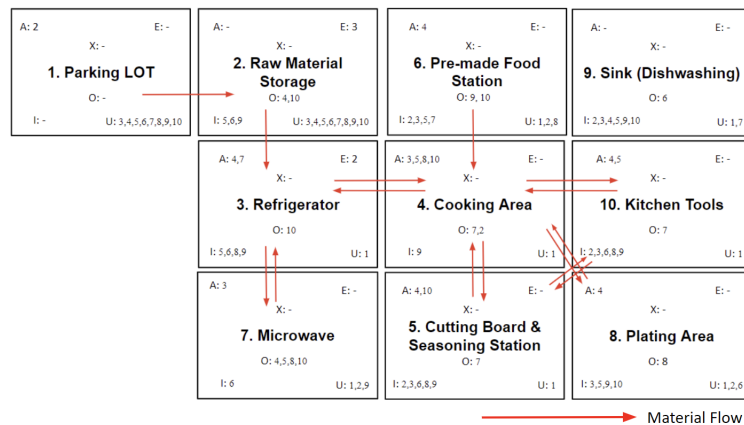 A: 2 E: -
X: -
1. Parking LOT
O: -
I: - U: 3,4,5,6,7,8,9,10
A: - E: 3
X: -
2. Raw Material
Storage
O: 4,10
I: 5,6,9 U: 3,4,5,6,7,8,9,10
A: 4 E: -
X: -
6. Pre-made Food
Station
O: 9, 10
I: 2,3,5,7 U: 1,2,8
A: - E: -
X: -
9. Sink (Dishwashing)
O: 6
I: 2,3,4,5,9,10 U: 1,7
A: 4,7 E: 2
X: -
3. Refrigerator
O: 10
I: 5,6,8,9 U: 1
A: 3,5,8,10 E: -
X: -
4. Cooking Area
O: 7,2
I: 9 U: 1
A: 4,5 E: -
X: -
10. Kitchen Tools
O: 7
I: 2,3,6,8,9 U: 1
A: 3 E: -
X: -
7. Microwave
O: 4,5,8,10
I: 6 U: 1,2,9
A: 4,10 E: -
X: -
5. Cutting Board &
Seasoning Station
O: 7
I: 2,3,6,8,9 U: 1
A: 4 E: -
X: -
8. Plating Area
O: 8
I: 3,5,9,10 U: 1,2,6
Material Flow